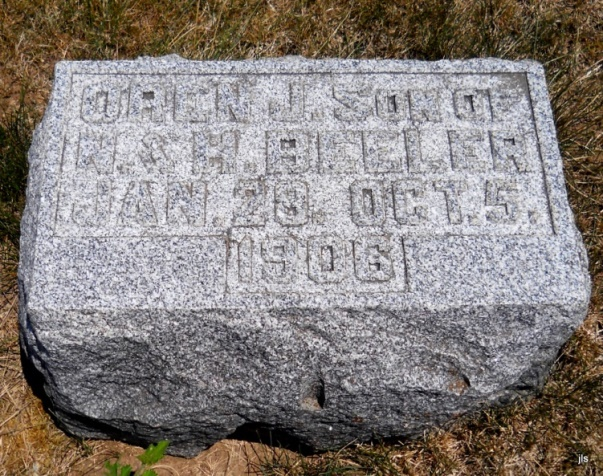 OREN J. SON OF
N. & H. BEELER
JAN. 29. OCT. 5.
1906
jls